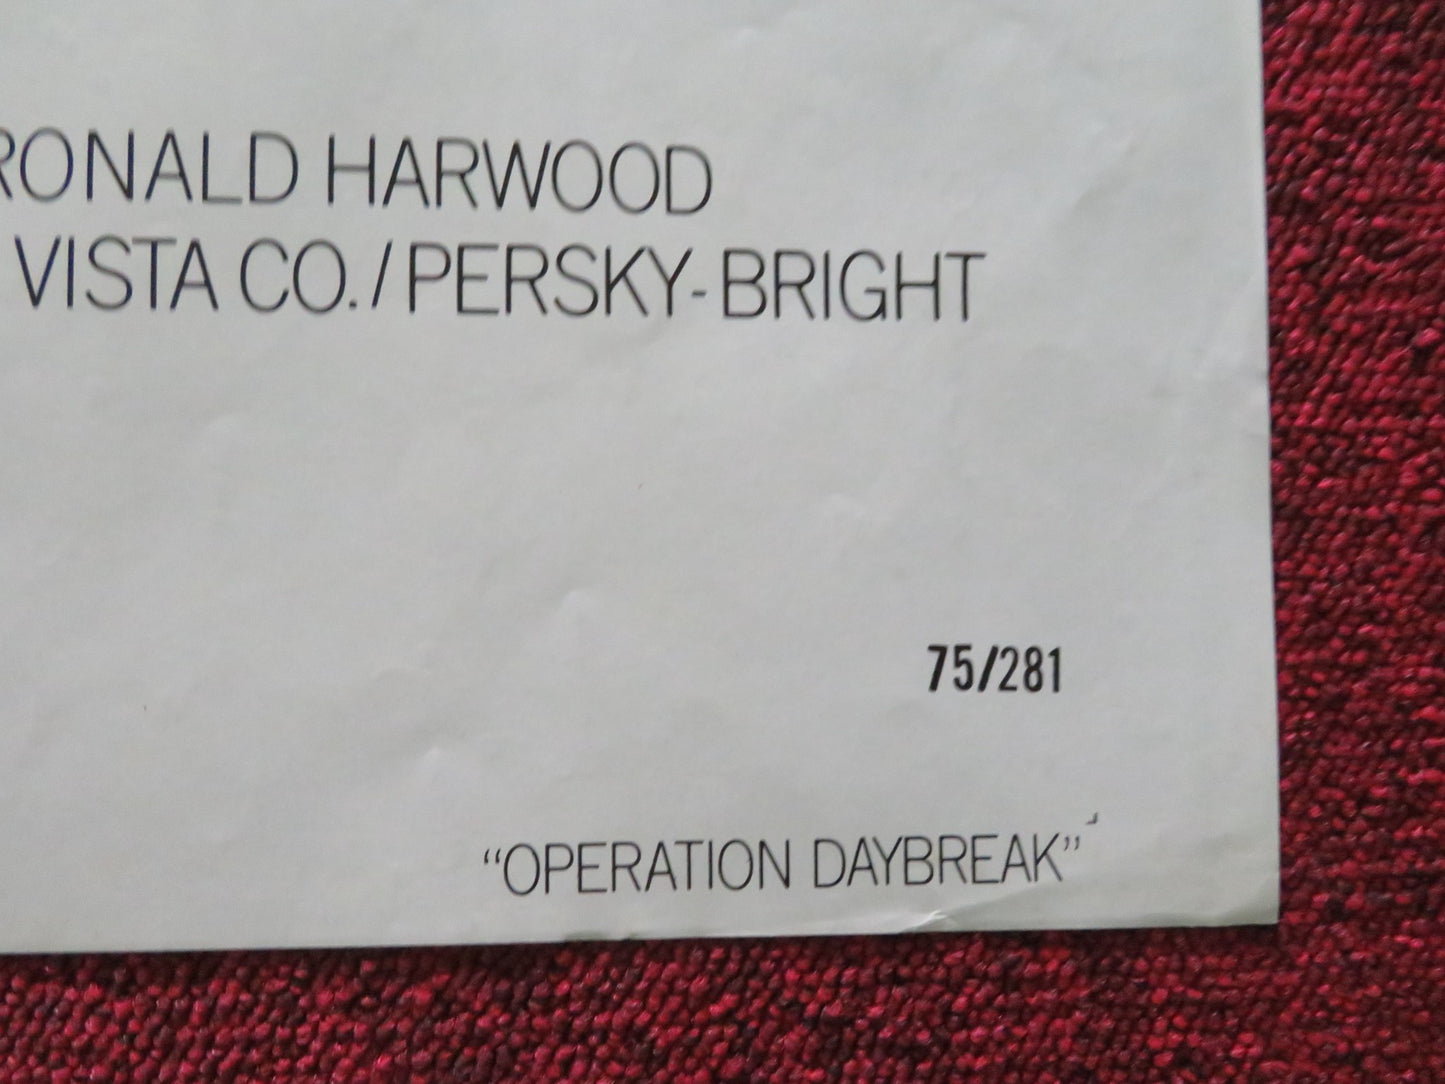 RONALD HARWOOD
VISTA CO./PERSKY-BRIGHT
75/281
“OPERATION DAYBREAK”